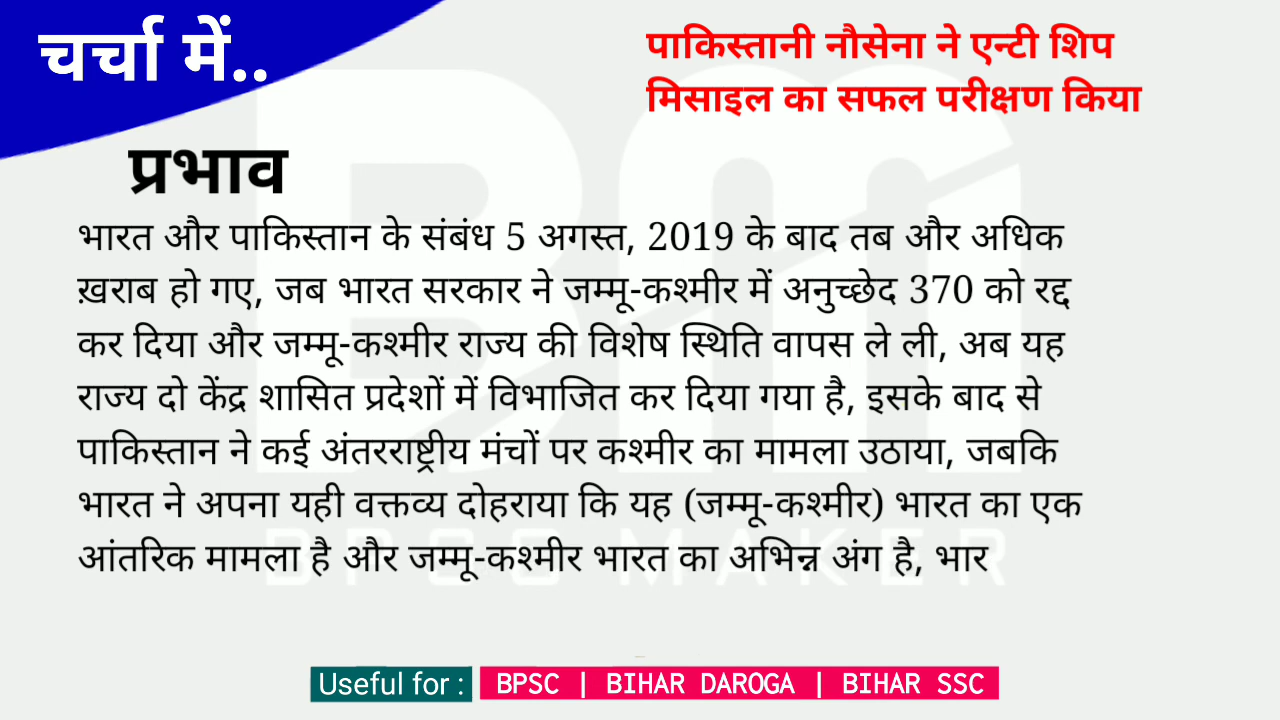 चर्चा में..
पाकिस्तानी नौसेना ने एन्टी शिप
मिसाइल का सफल परीक्षण किया
प्रभाव
भारत और पाकिस्तान के संबंध 5 अगस्त, 2019 के बाद तब और अधिक
ख़राब हो गए, जब भारत सरकार ने जम्मू-कश्मीर में अनुच्छेद 370 को रद्द
कर दिया और जम्मू-कश्मीर राज्य की विशेष स्थिति वापस ले ली, अब यह
राज्य दो केंद्र शासित प्रदेशों में विभाजित कर दिया गया है, इसके बाद से
पाकिस्तान ने कई अंतरराष्ट्रीय मंचों पर कश्मीर का मामला उठाया, जबकि
भारत ने अपना यही वक्तव्य दोहराया कि यह (जम्मू-कश्मीर) भारत का एक
आंतरिक मामला है और जम्मू-कश्मीर भारत का अभिन्न अंग है, भार
BPCS MAKER
Useful for : BPSC | BIHAR DAROGA | BIHAR SSC